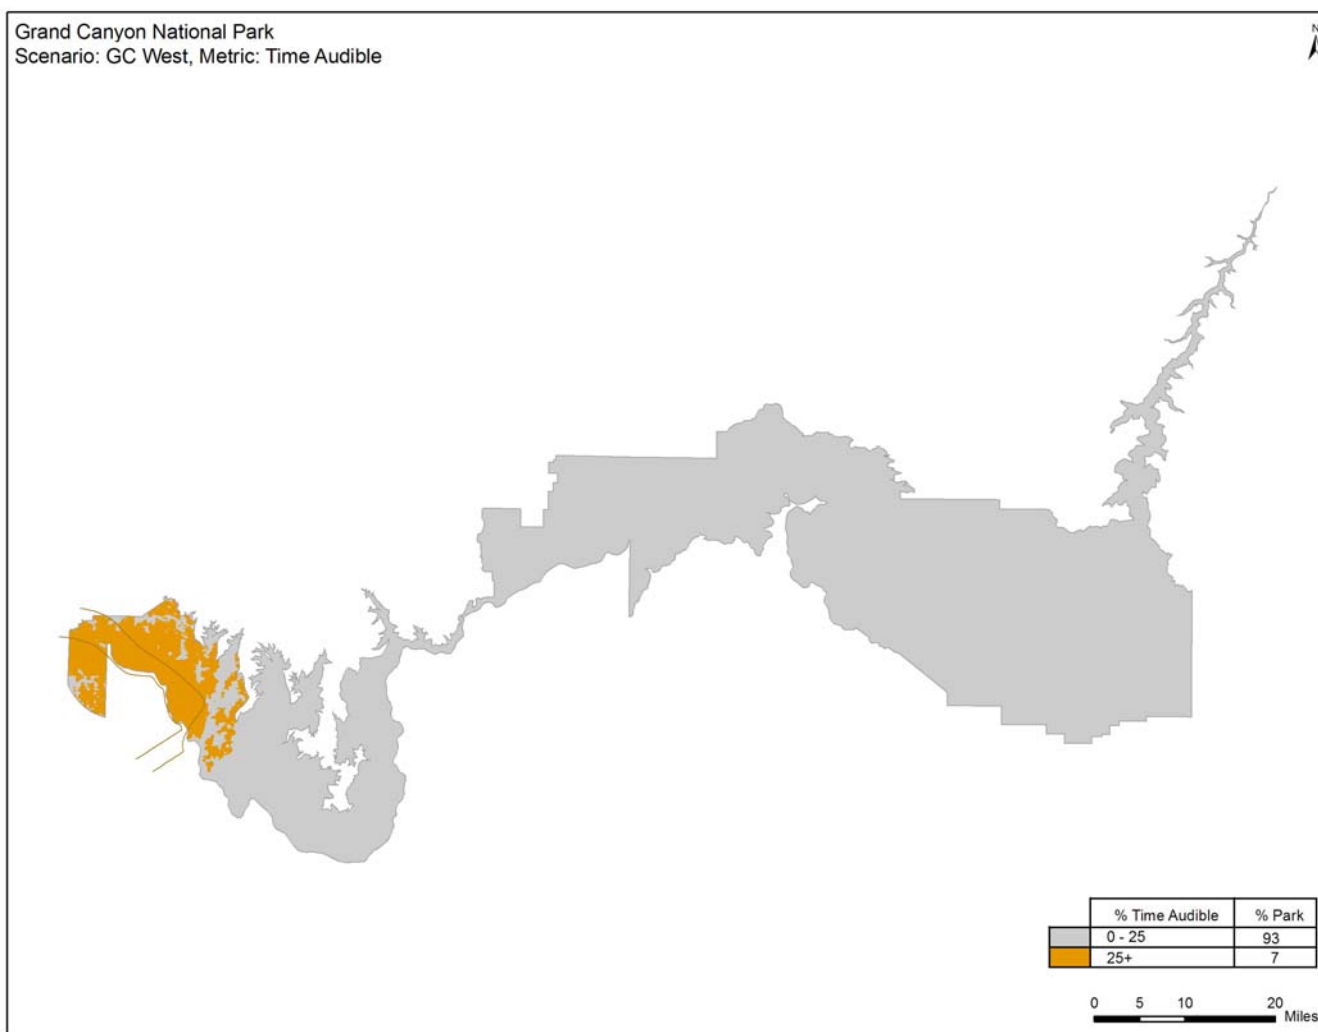 Grand Canyon National Park
Scenario: GC West, Metric: Time Audible
N
% Time Audible % Park
0 - 25 93
25+ 7
0 5 10 20
Miles